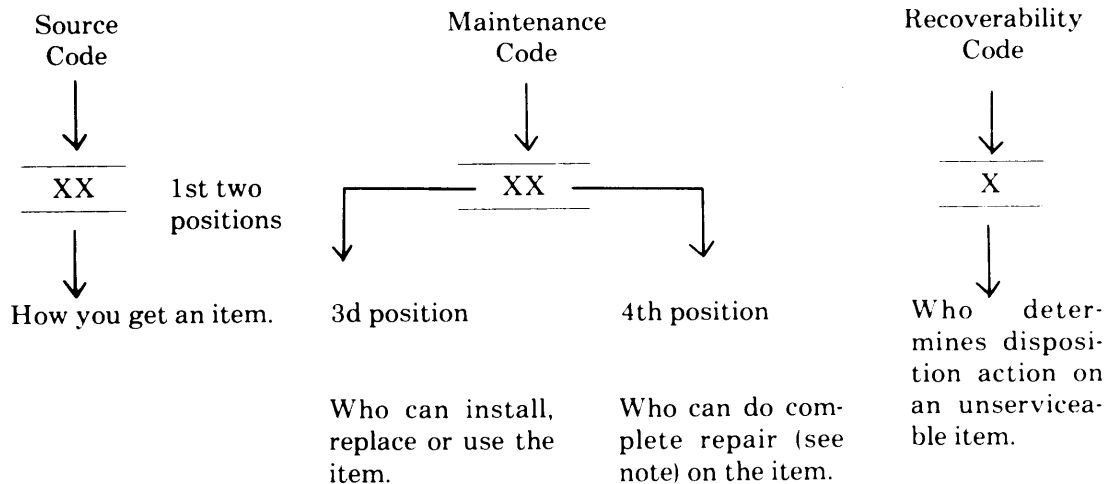 Source
Code
Maintenance
Code
Recoverability
Code
XX
1st two
positions
XX
X
How you get an item.
3d position
4th position
Who deter-
mines disposi-
tion action on
an unservicea-
ble item.
Who can install,
replace or use the
item.
Who can do com-
plete repair (see
note) on the item.